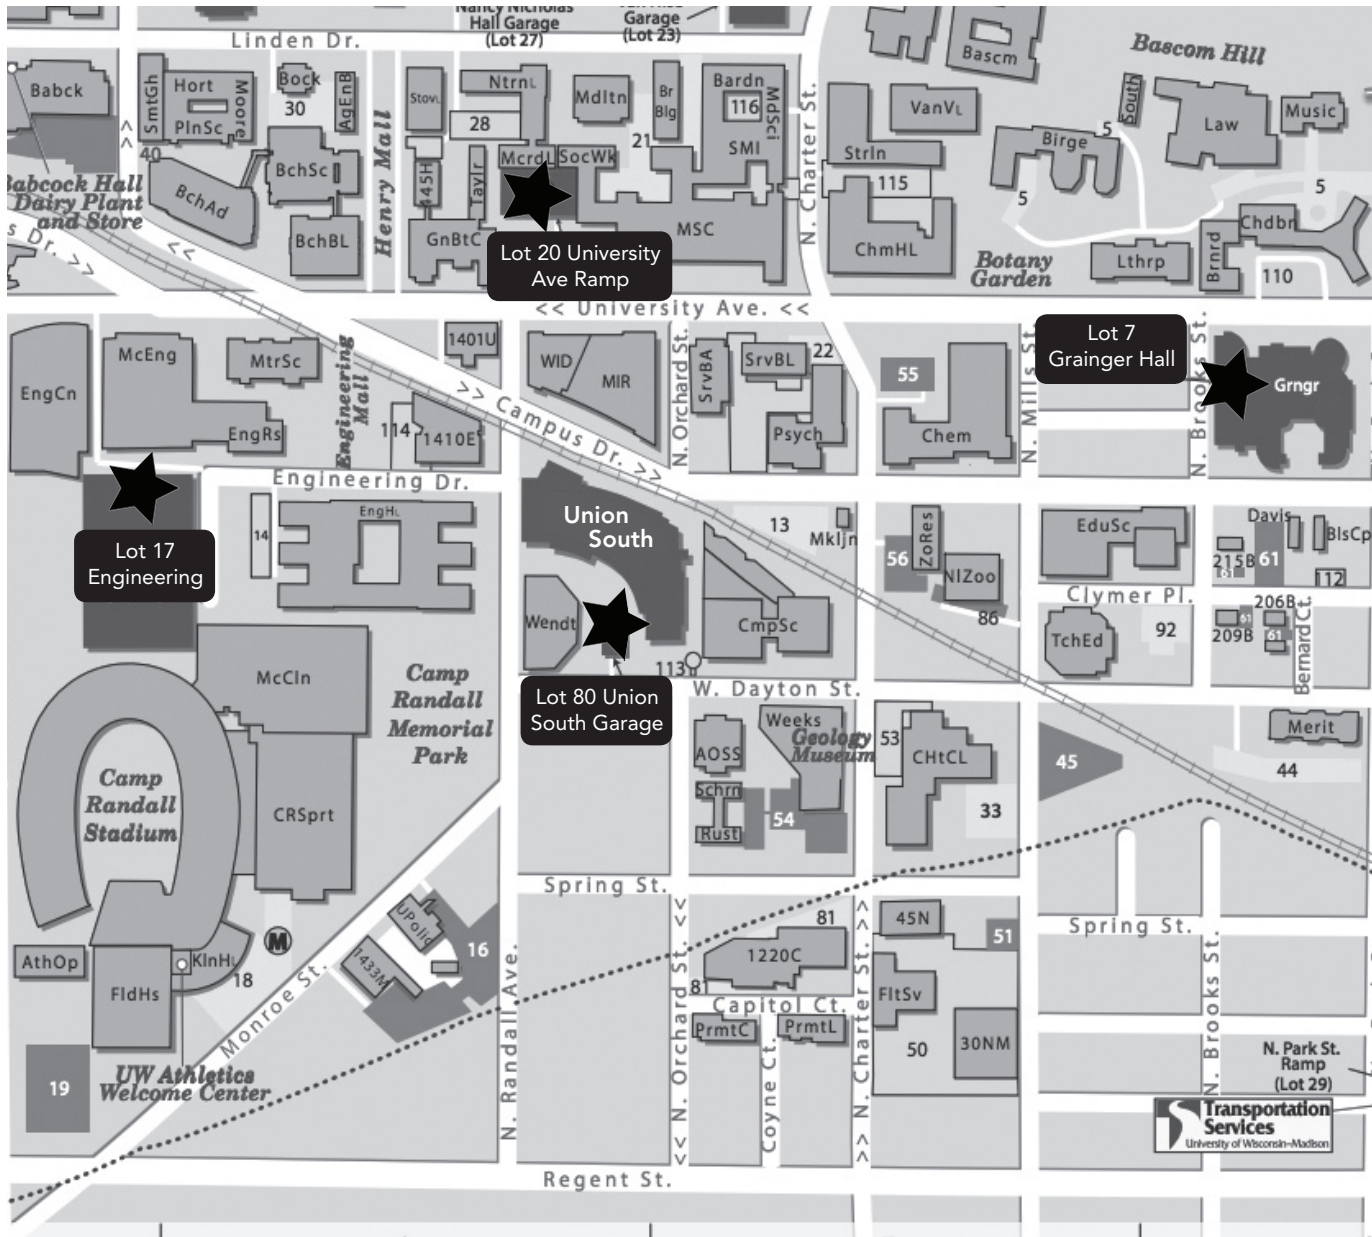 Nancy Nicholas
Hall Garage
(Lot 27)
Garage
(Lot 23)
Linden Dr.
Babck
SmtGh
Hort
PlnSc
Moore
Bock
30
AgEnB
StovL
28
NtrnL
Mdltn
Br
Blg
Bardn
116
MdSci
SMI
21
N. Charter St.
VanVL
Bascm
Bascom Hill
South
Law
Music
Birge
5
5
5
Strln
115
ChmHL
40
BchAd
BchSc
BchBL
Henry Mall
445H
Taylr
GnBtC
McrdL
SocWk
MSC
Lot 20 University
Ave Ramp
Babcock Hall
Dairy Plant
and Store
s Dr. >>
>>
<<
Botany
Garden
Lthrp
Brnrd
Chdbr
110
<< University Ave. <<
EngCn
McEng
MtrSc
EngRs
Engineering
Mall
114
1401U
1410E
WID
MIR
>> Campus Dr. >>
N. Orchard St.
SrvBA
SrvBL
22
Psych
55
Chem
N. Mills St.
Lot 7
Grainger Hall
N. Brooks St.
Grngr
Engineering Dr.
Lot 17
Engineering
14
EngHL
Union
South
Wendt
Lot 80 Union
South Garage
113
13
Mkljn
CmpSc
56
ZoRes
NIZoo
86
EduSc
Davis
BlsCp
215B
61
61
112
Clymer Pl.
TchEd
92
206B
209B
61
61
Bernard Ct.
W. Dayton St.
McCln
Camp
Randall
Memorial
Park
Camp
Randall
Stadium
CRSprt
AOSS
Weeks
Geology
Museum
Schrn
Rust
54
53
CHtCL
33
45
Merit
44
Spring St.
Spring St.
UPolic
1433M
16
AthOp
FldHs
KlnHL
18
M
Monroe St.
N. Randall Ave.
<< N. Orchard St. <<
81
1220C
81
Capitol Ct.
PrmtC
PrmtL
Coyne Ct.
>> N. Charter St. >>
45N
51
FltSv
50
30NM
N. Brooks St.
19
UW Athletics
Welcome Center
N. Park St.
Ramp
(Lot 29)
Transportation
Services
University of Wisconsin–Madison
Regent St.